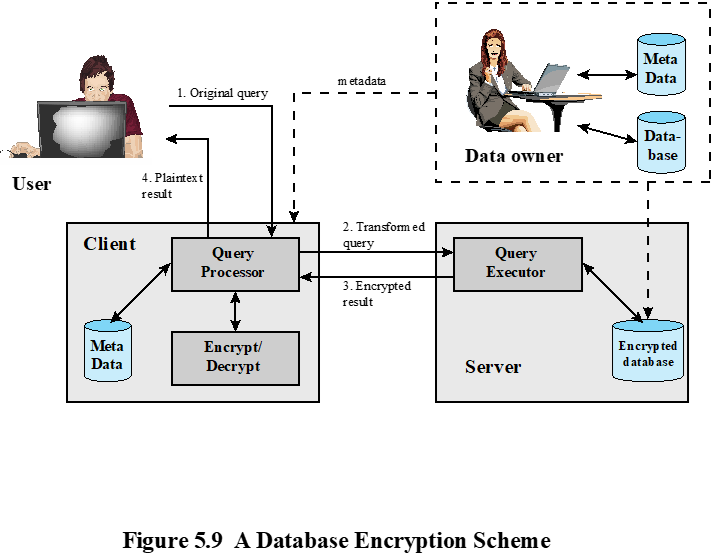 1. Original query
metadata
Meta
Data
Data-
base
Data owner
User
4. Plaintext
result
Client
Query
Processor
2. Transformed
query
3. Encrypted
result
Query
Executor
Meta
Data
Encrypt/
Decrypt
Server
Encrypted
database
Figure 5.9 A Database Encryption Scheme